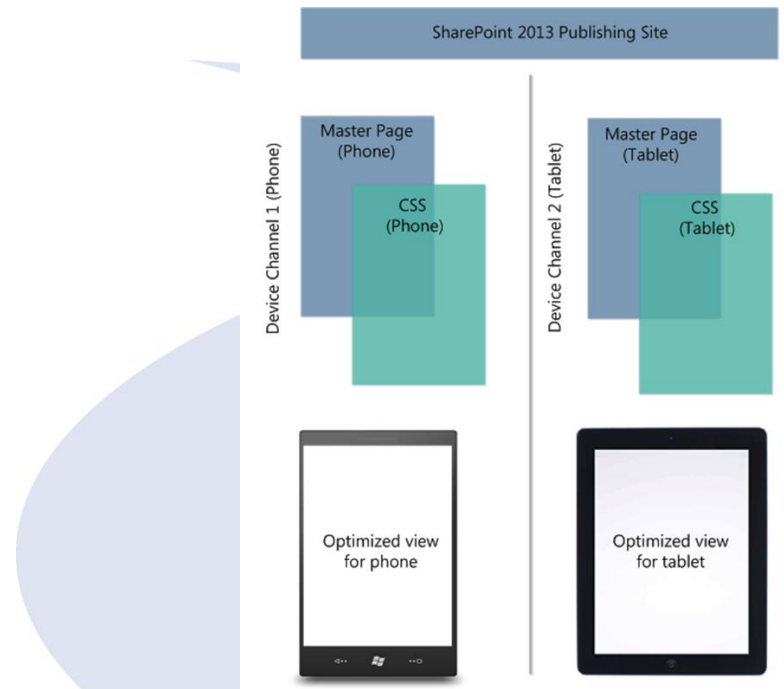 SharePoint 2013 Publishing Site
Device Channel 1 (Phone)
Master Page
(Phone)
CSS
(Phone)
Optimized view
for phone
Device Channel 2 (Tablet)
Master Page
(Tablet)
CSS
(Tablet)
Optimized view
for tablet